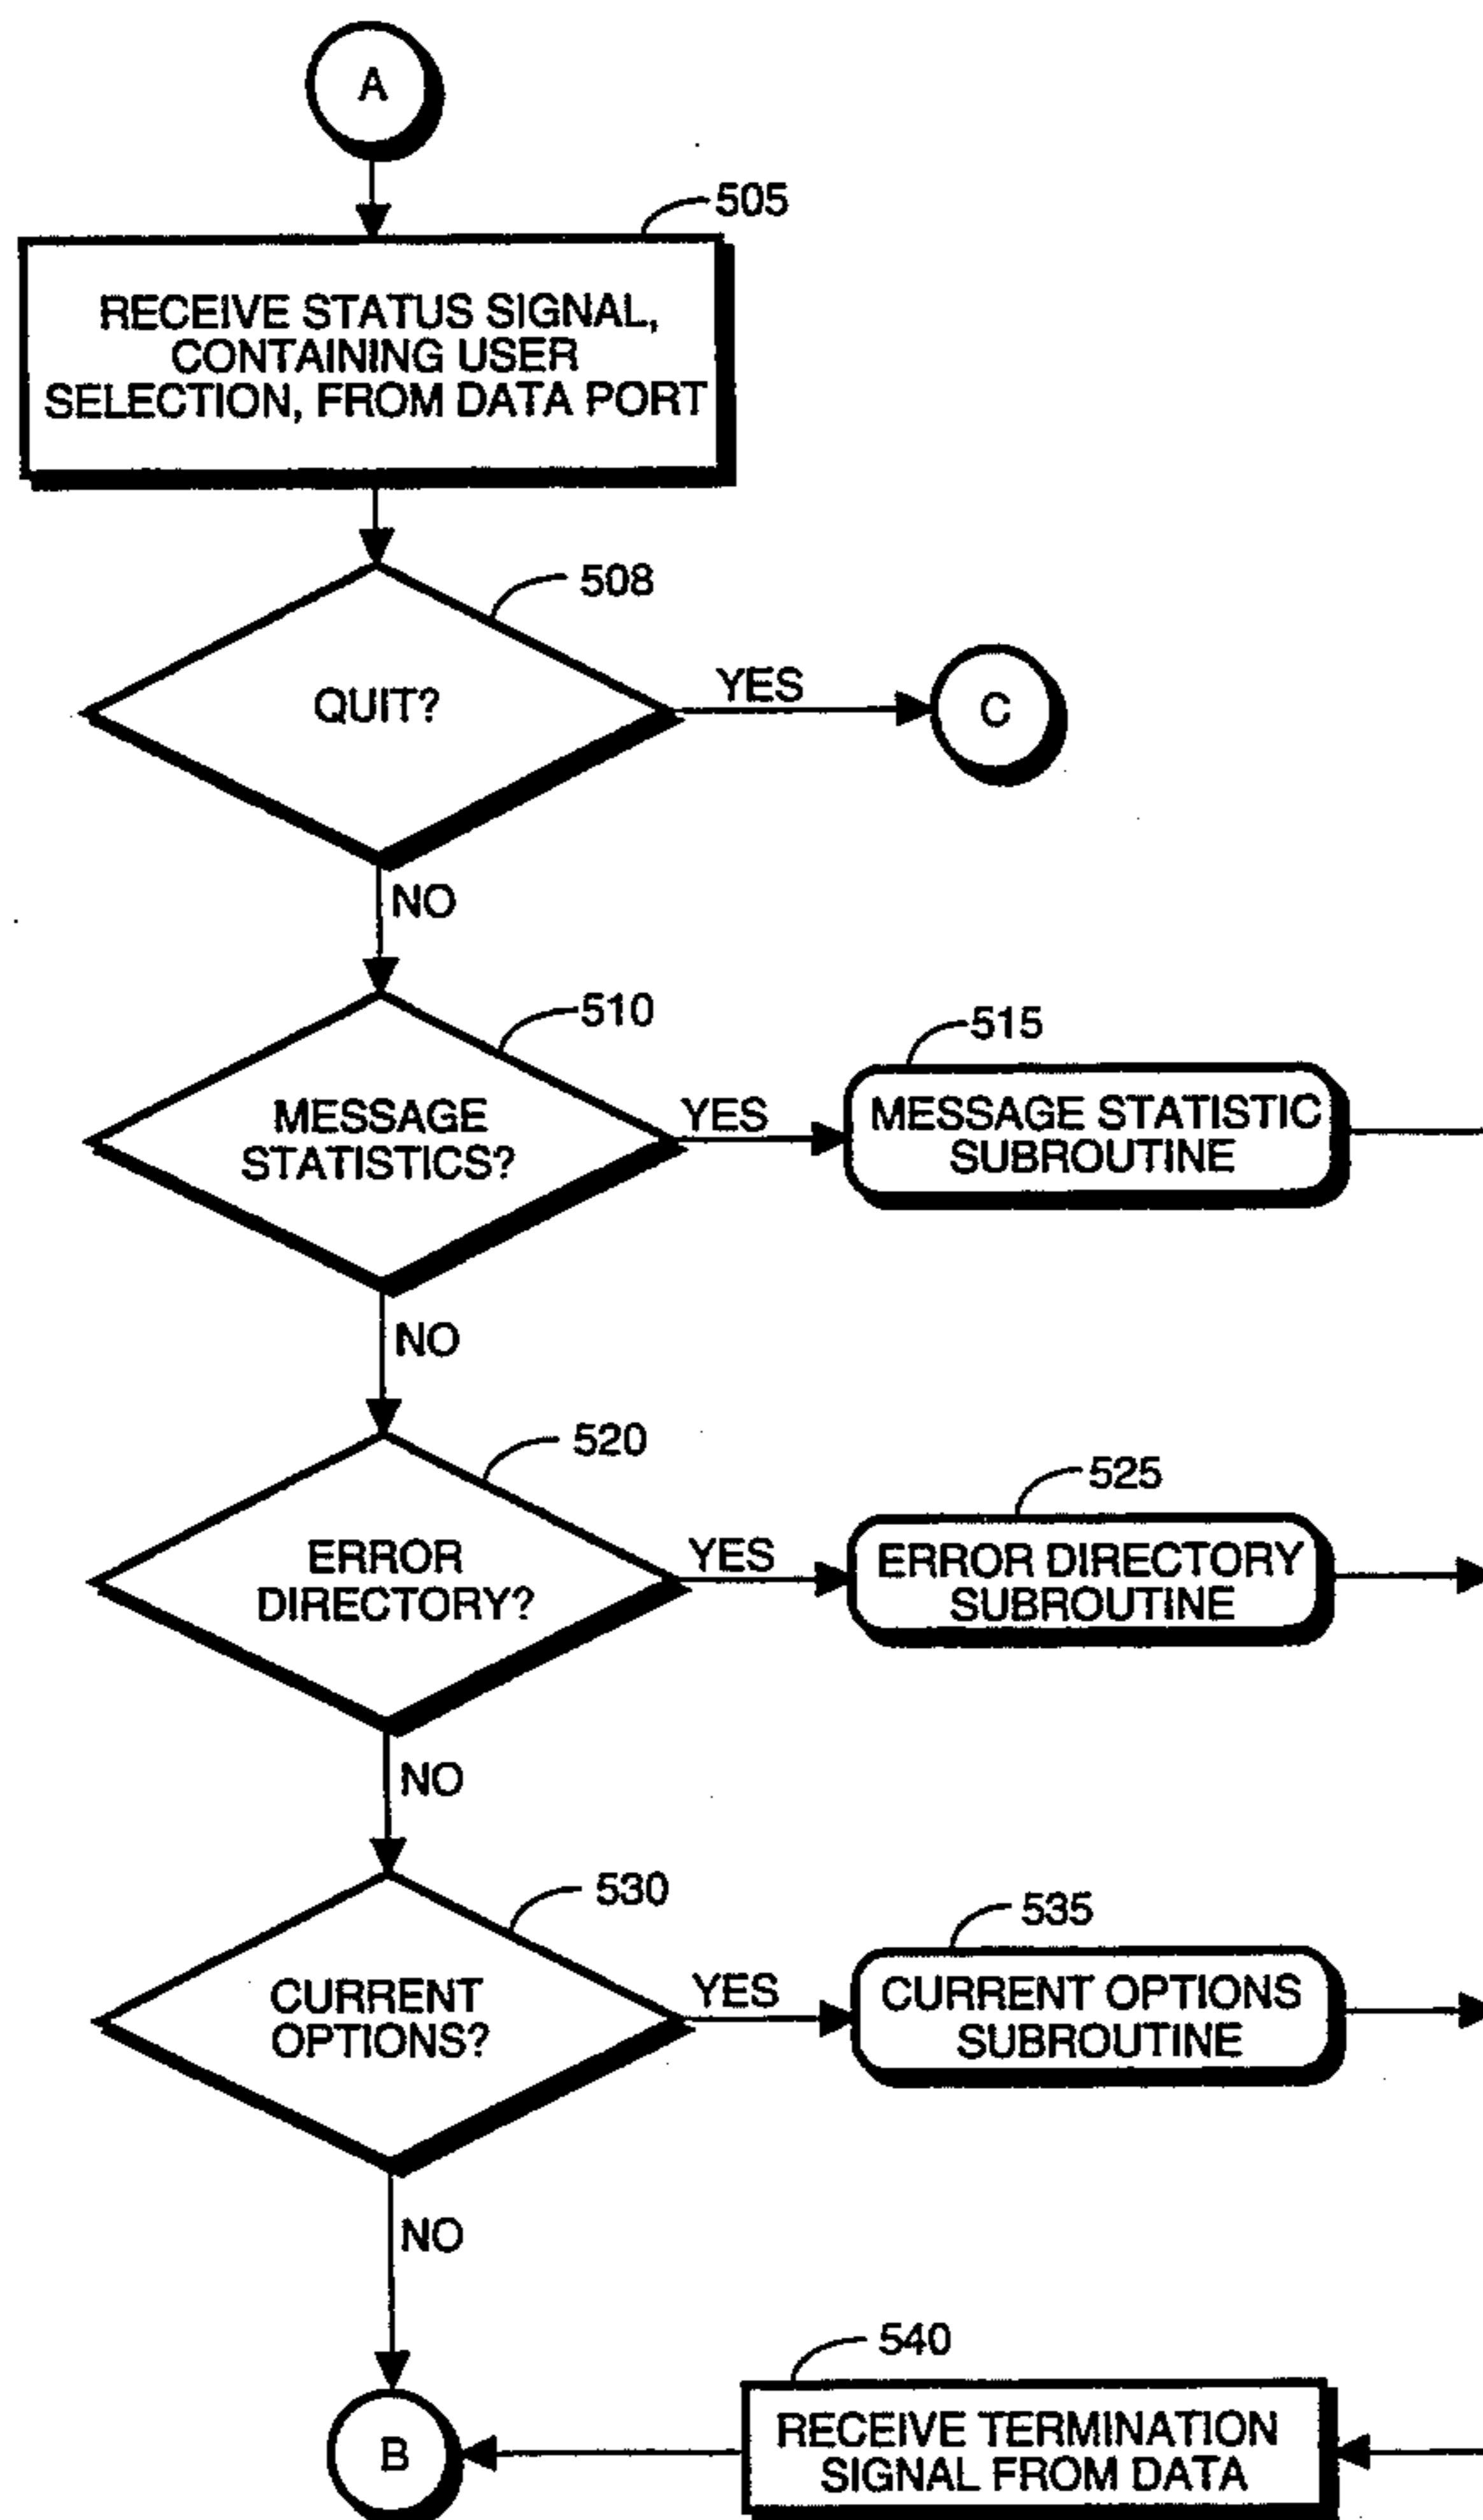 A
505
RECEIVE STATUS SIGNAL,
CONTAINING USER
SELECTION, FROM DATA PORT
508
QUIT?
YES
C
NO
510
MESSAGE
STATISTICS?
YES
515
MESSAGE STATISTIC
SUBROUTINE
NO
520
ERROR
DIRECTORY?
YES
525
ERROR DIRECTORY
SUBROUTINE
NO
530
CURRENT
OPTIONS?
YES
535
CURRENT OPTIONS
SUBROUTINE
NO
540
B
RECEIVE TERMINATION
SIGNAL FROM DATA